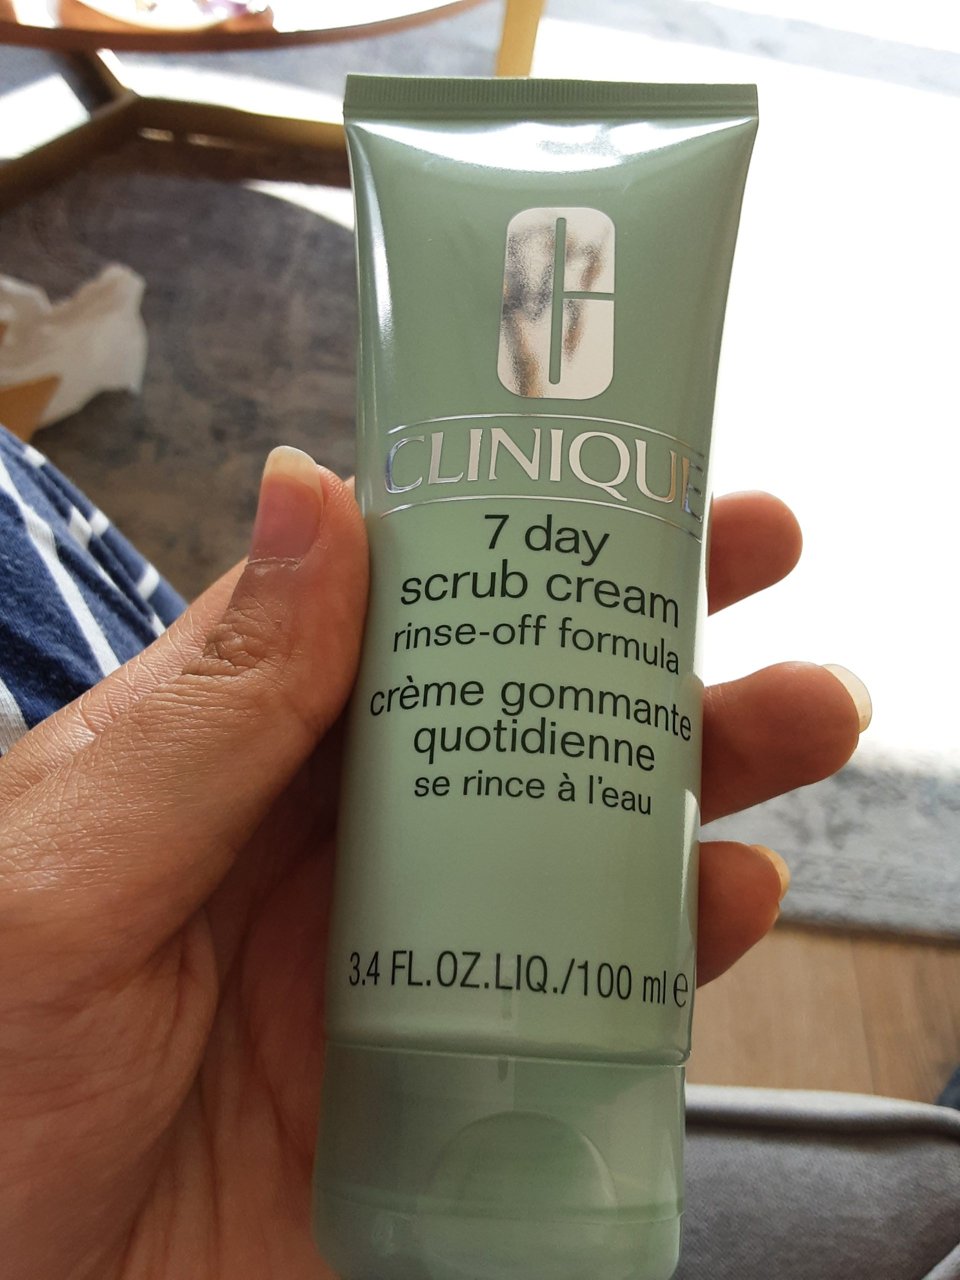 C
CLINIQUE
7 day
scrub cream
rinse-off formula
crème gommante
quotidienne
se rince à l'eau
3.4 FL.OZ.LIQ./100 ml ℮